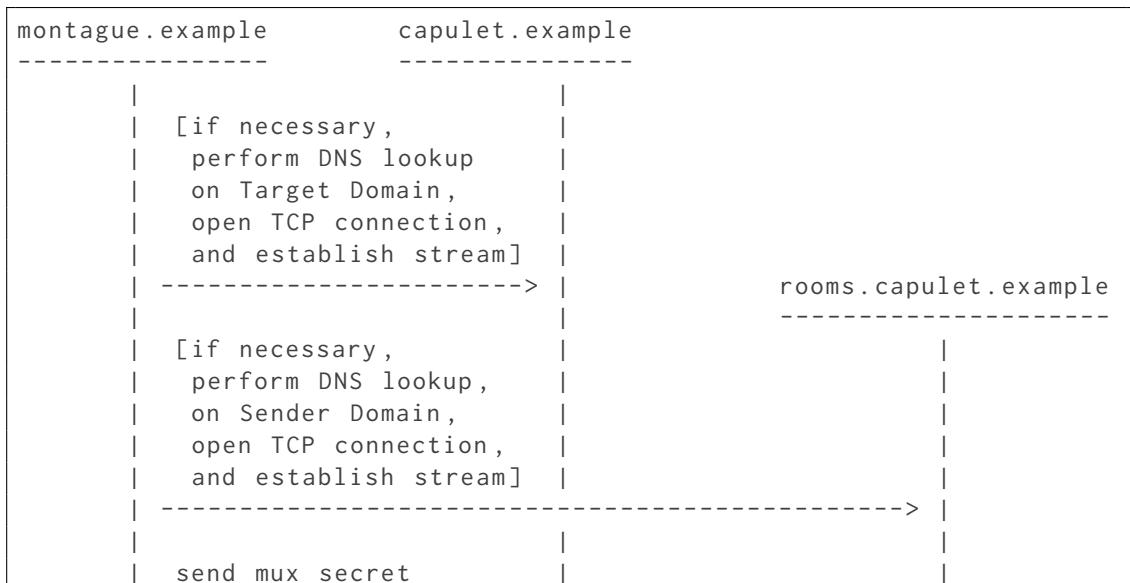 montague.example        capulet.example
----------------        ---------------
       |                          |
       |  [if necessary,          |
       |   perform DNS lookup     |
       |   on Target Domain,      |
       |   open TCP connection,   |
       |   and establish stream]  |
       | -----------------------> |             rooms.capulet.example
       |                          |             ---------------------
       |  [if necessary,          |                       |
       |   perform DNS lookup,    |                       |
       |   on Sender Domain,      |                       |
       |   open TCP connection,   |                       |
       |   and establish stream]  |                       |
       | -----------------------------------------------> |
       |                          |                       |
       |  send mux secret         |                       |